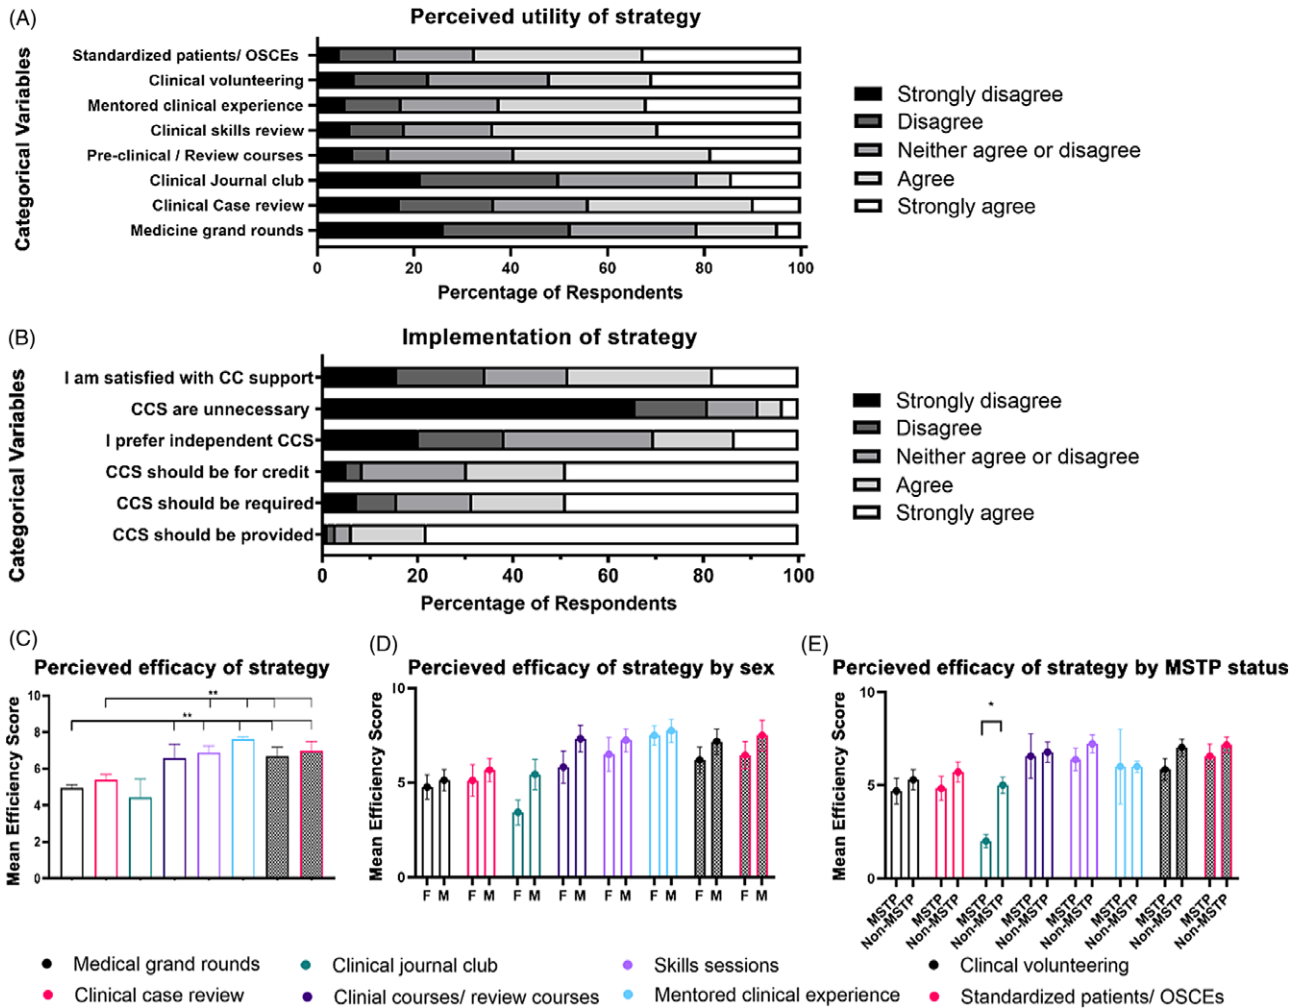 (A)
Perceived utility of strategy
Categorical Variables
Standardized patients/ OSCEs
Clinical volunteering
Mentored clinical experience
Clinical skills review
Pre-clinical / Review courses
Clinical Journal club
Clinical Case review
Medicine grand rounds
0 20 40 60 80 100
Percentage of Respondents
Strongly disagree
Disagree
Neither agree or disagree
Agree
Strongly agree
(B)
Implementation of strategy
Categorical Variables
I am satisfied with CC support
CCS are unnecessary
I prefer independent CCS
CCS should be for credit
CCS should be required
CCS should be provided
0 20 40 60 80 100
Percentage of Respondents
Strongly disagree
Disagree
Neither agree or disagree
Agree
Strongly agree
(C)
Percieved efficacy of strategy
Mean Efficiency Score
10
8
6
4
2
0
**
**
(D)
Percieved efficacy of strategy by sex
Mean Efficiency Score
10
5
0
F M F M F M F M F M F M F M F M
(E)
Percieved efficacy of strategy by MSTP status
Mean Efficiency Score
10
5
0
*
MSTP Non-MSTP MSTP Non-MSTP MSTP Non-MSTP MSTP Non-MSTP MSTP Non-MSTP MSTP Non-MSTP MSTP Non-MSTP MSTP Non-MSTP
Medical grand rounds
Clinical journal club
Skills sessions
Clincal volunteering
Clinical case review
Clinial courses/ review courses
Mentored clinical experience
Standardized patients/ OSCEs